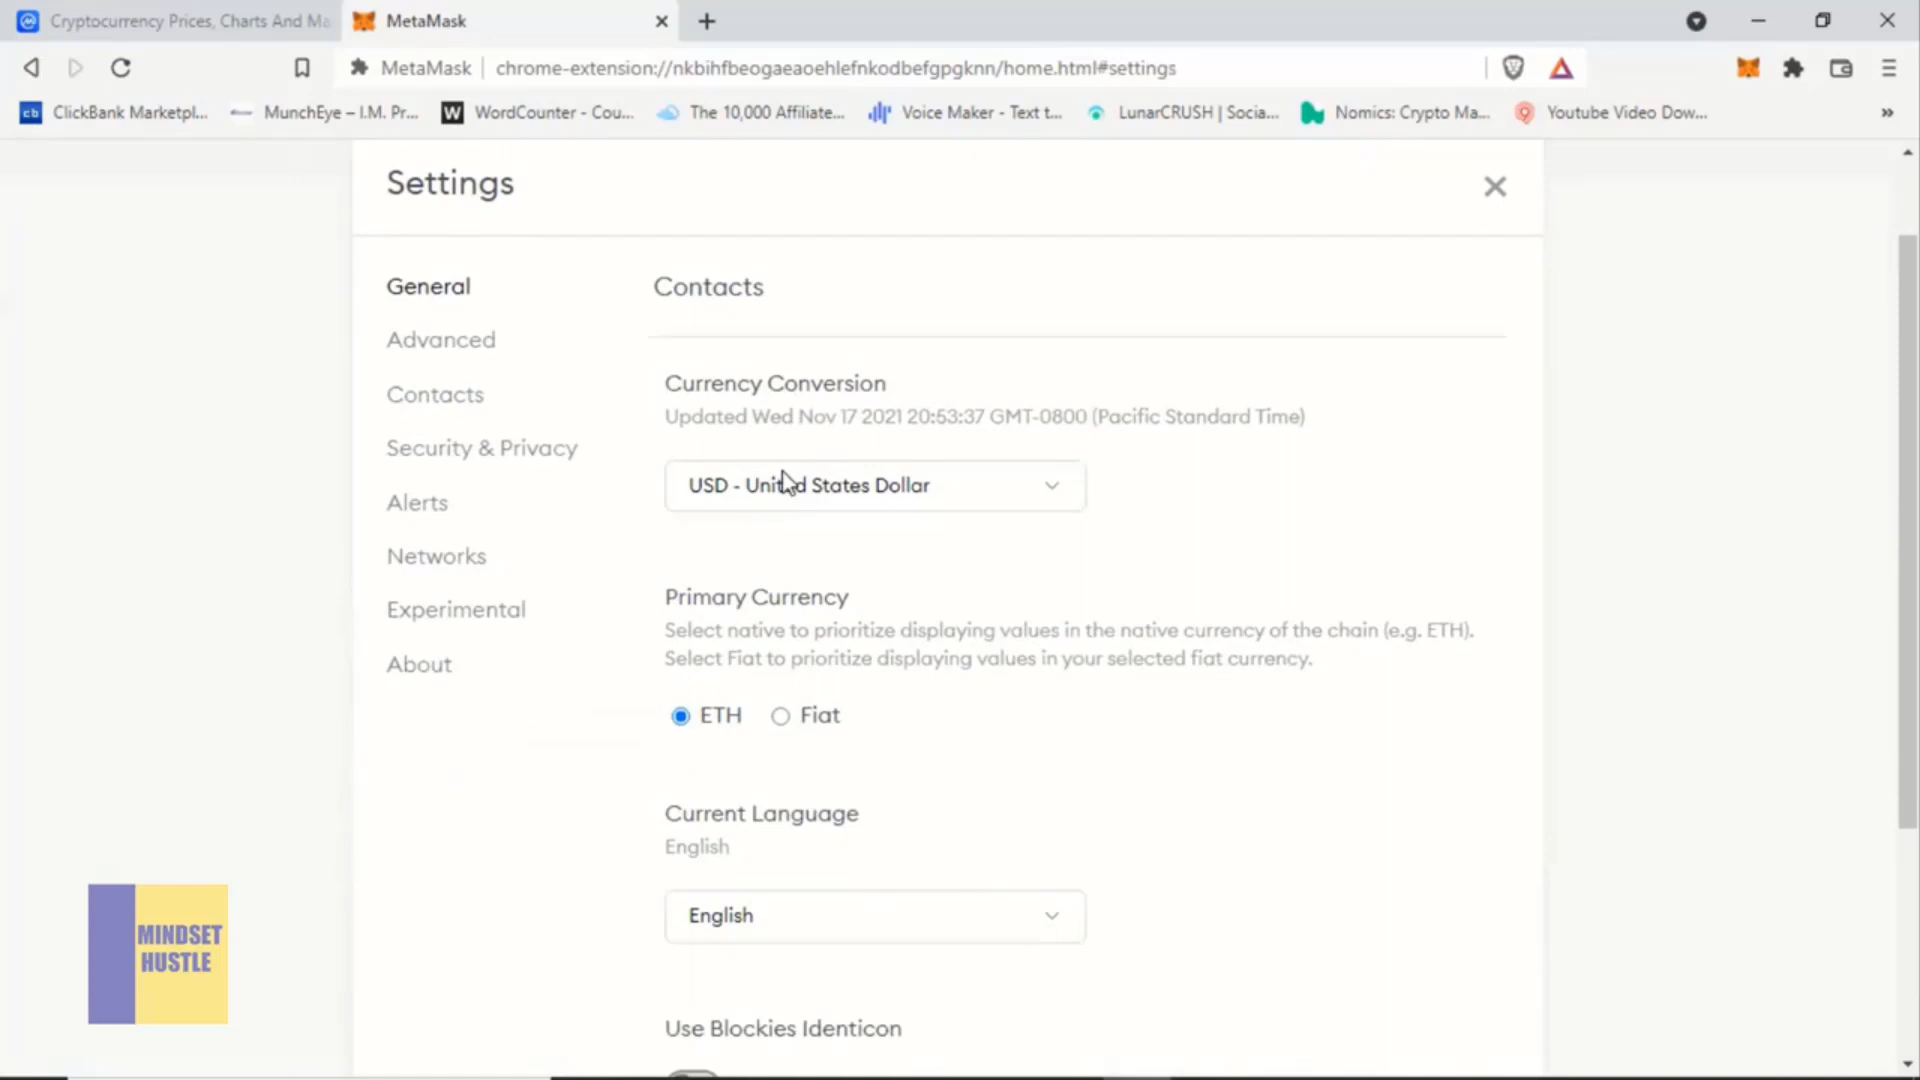 Cryptocurrency Prices, Charts And Ma
MetaMask
MetaMask
chrome-extension://nkbihfbeogaeaoehlefnkodbefgpgknn/home.html#settings
cb ClickBank Marketpl...
MunchEye – I.M. Pr...
W WordCounter - Cou...
The 10,000 Affiliate...
Voice Maker - Text t...
LunarCRUSH | Socia...
Nomics: Crypto Ma...
Youtube Video Dow...
Settings
General
Advanced
Contacts
Security & Privacy
Alerts
Networks
Experimental
About
Contacts
Currency Conversion
Updated Wed Nov 17 2021 20:53:37 GMT-0800 (Pacific Standard Time)
USD - United States Dollar
Primary Currency
Select native to prioritize displaying values in the native currency of the chain (e.g. ETH).
Select Fiat to prioritize displaying values in your selected fiat currency.
ETH
Fiat
Current Language
English
English
Use Blockies Identicon
MINDSET
HUSTLE